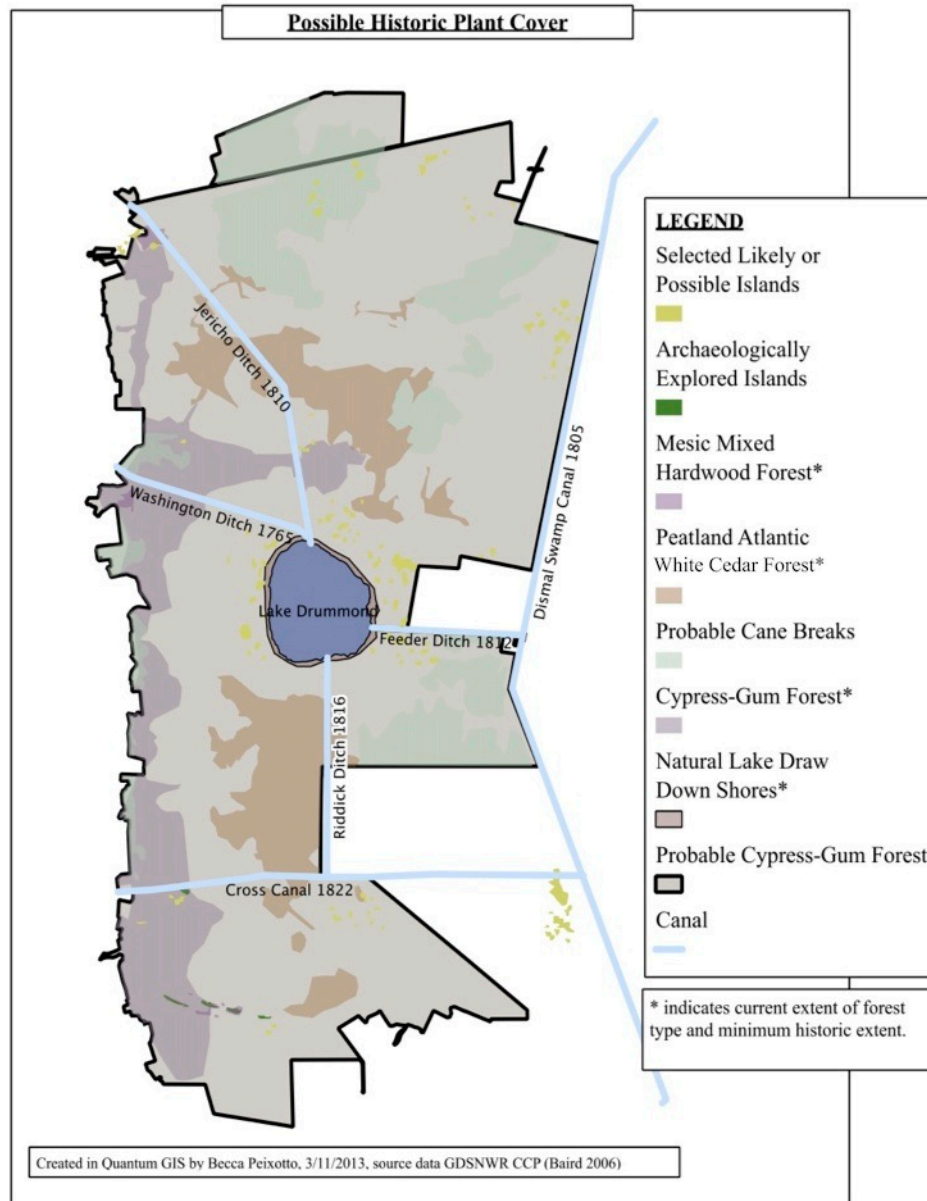 Possible Historic Plant Cover
Jericho Ditch 1810
Washington Ditch 1765
Dismal Swamp Canal 1805
Lake Drummond
Feeder Ditch 1812
Riddick Ditch 1816
Cross Canal 1822
LEGEND
Selected Likely or
Possible Islands
Archaeologically
Explored Islands
Mesic Mixed
Hardwood Forest*
Peatland Atlantic
White Cedar Forest*
Probable Cane Breaks
Cypress-Gum Forest*
Natural Lake Draw
Down Shores*
Probable Cypress-Gum Forest
Canal
* indicates current extent of forest
type and minimum historic extent.
Created in Quantum GIS by Becca Peixotto, 3/11/2013, source data GDSNWR CCP (Baird 2006)